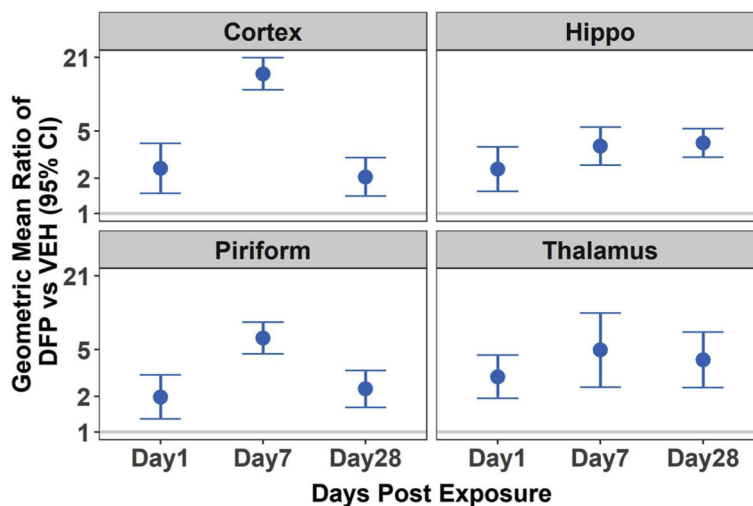 Geometric Mean Ratio of
DFP vs VEH (95% CI)
Cortex
Hippo
21
5
2
1
Piriform
Thalamus
21
5
2
1
Day1 Day7 Day28 Day1 Day7 Day28
Days Post Exposure